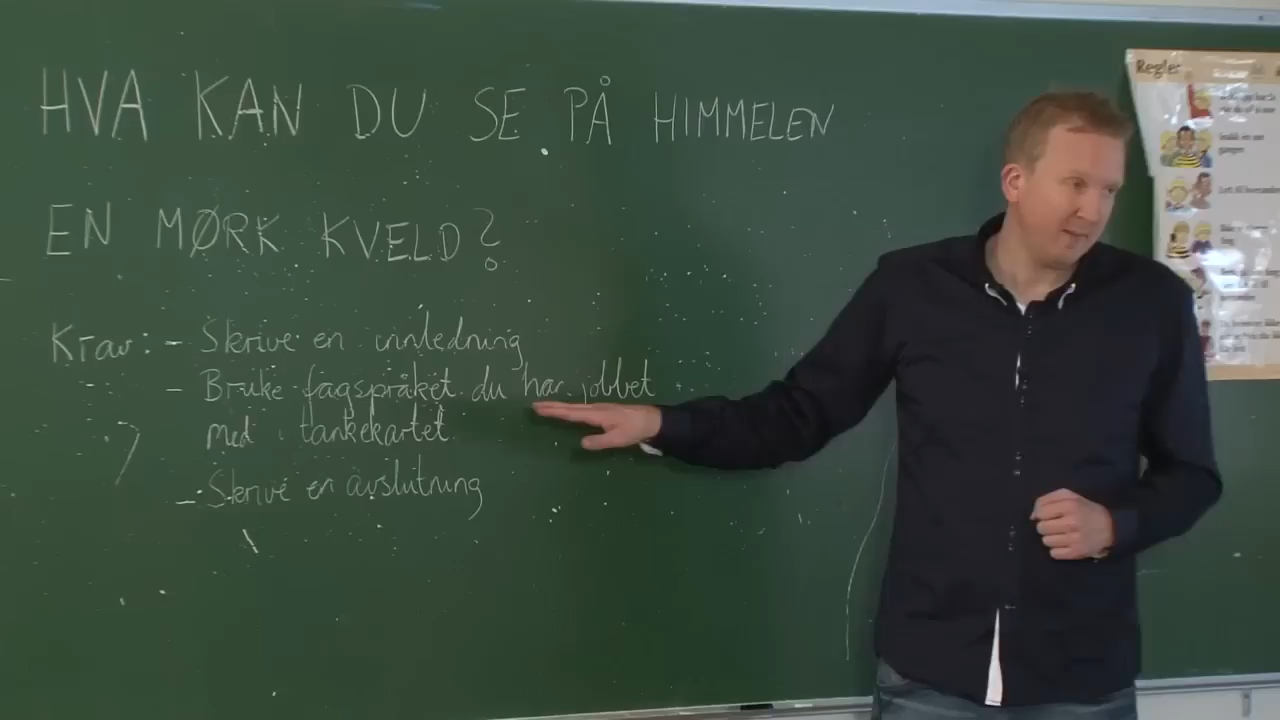 HVA KAN DU SE PÅ HIMMELEN
EN MØRK KVELD?
Krav: - Skrive en innledning
- Bruke fagspråket du har jobbet
med i tankekartet
- Skrive en avslutning
Regler